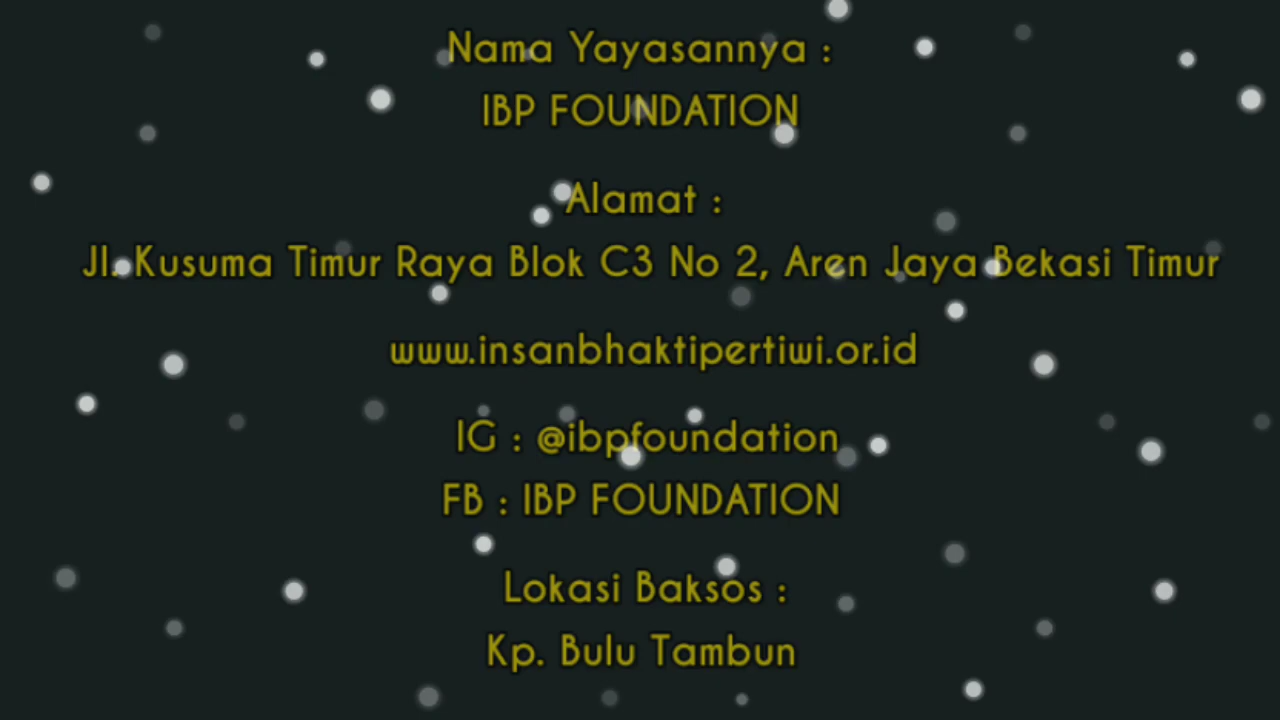 Nama Yayasannya :
IBP FOUNDATION
Alamat :
Jl. Kusuma Timur Raya Blok C3 No 2, Aren Jaya Bekasi Timur
www.insanbhaktipertiwi.or.id
IG : @ibpfoundation
FB : IBP FOUNDATION
Lokasi Baksos :
Kp. Bulu Tambun